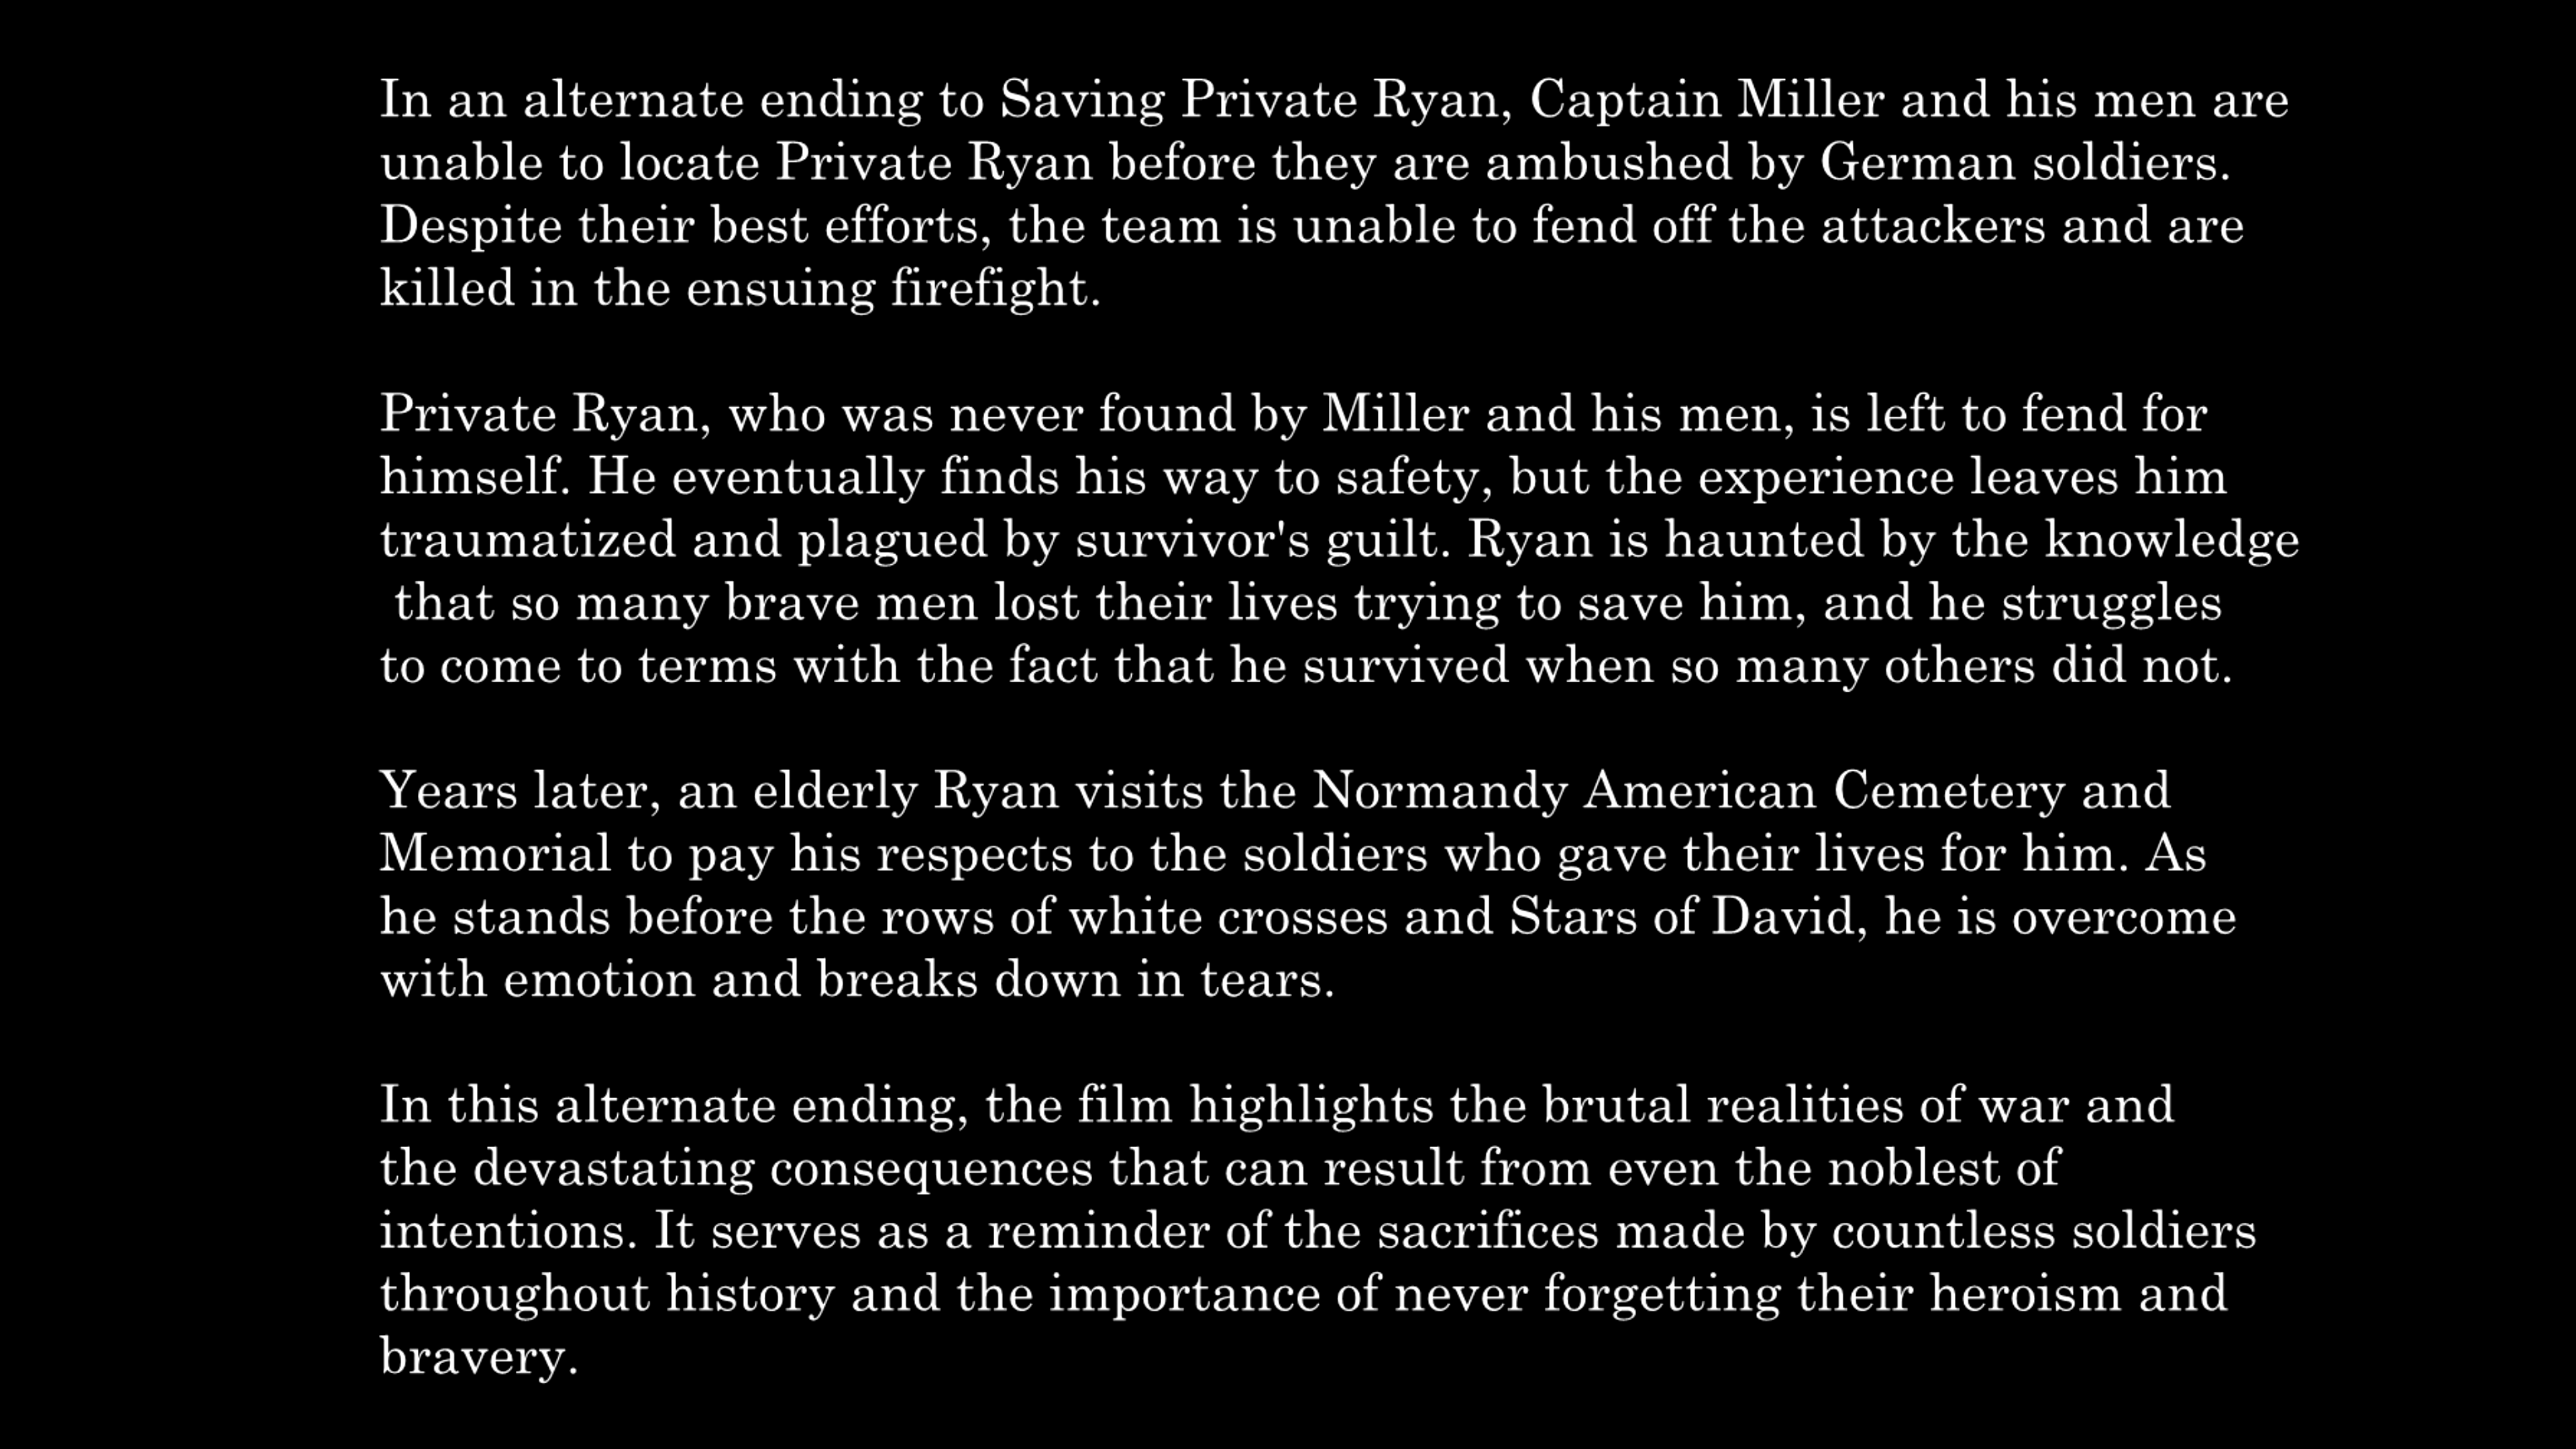 In an alternate ending to Saving Private Ryan, Captain Miller and his men are
unable to locate Private Ryan before they are ambushed by German soldiers.
Despite their best efforts, the team is unable to fend off the attackers and are
killed in the ensuing firefight.
Private Ryan, who was never found by Miller and his men, is left to fend for
himself. He eventually finds his way to safety, but the experience leaves him
traumatized and plagued by survivor's guilt. Ryan is haunted by the knowledge
that so many brave men lost their lives trying to save him, and he struggles
to come to terms with the fact that he survived when so many others did not.
Years later, an elderly Ryan visits the Normandy American Cemetery and
Memorial to pay his respects to the soldiers who gave their lives for him. As
he stands before the rows of white crosses and Stars of David, he is overcome
with emotion and breaks down in tears.
In this alternate ending, the film highlights the brutal realities of war and
the devastating consequences that can result from even the noblest of
intentions. It serves as a reminder of the sacrifices made by countless soldiers
throughout history and the importance of never forgetting their heroism and
bravery.